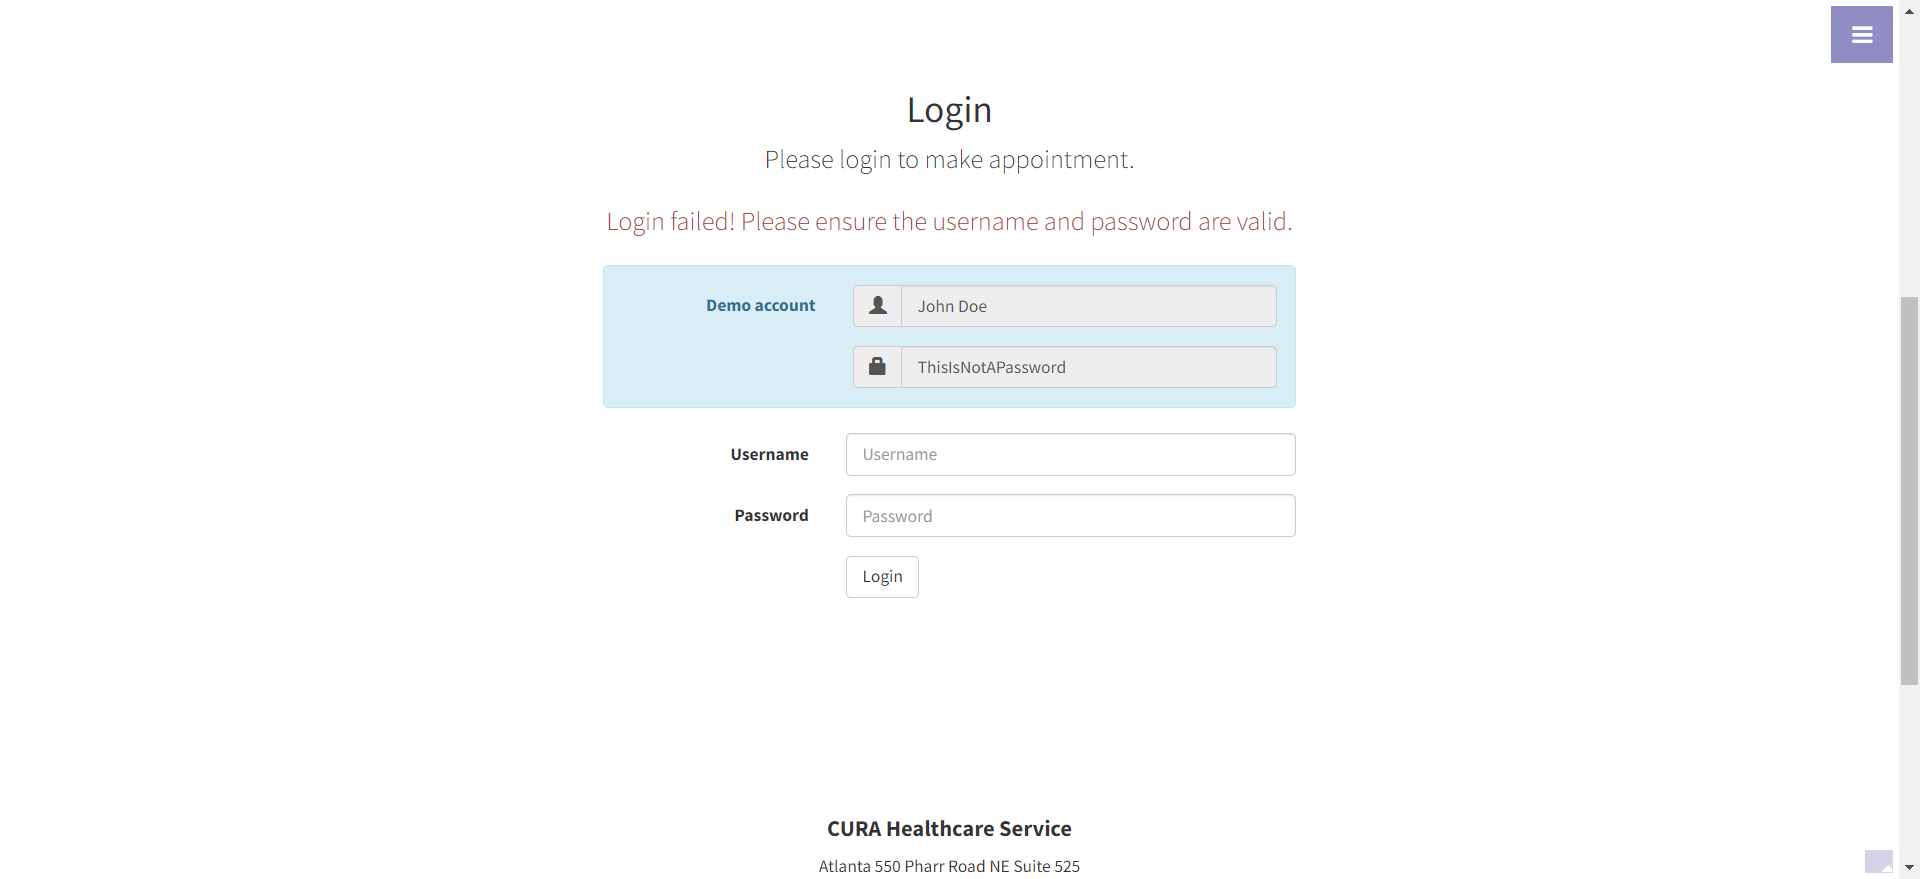 Login
Please login to make appointment.
Login failed! Please ensure the username and password are valid.
Demo account
John Doe
ThisIsNotAPassword
Username
Username
Password
Password
Login
CURA Healthcare Service
Atlanta 550 Pharr Road NE Suite 525